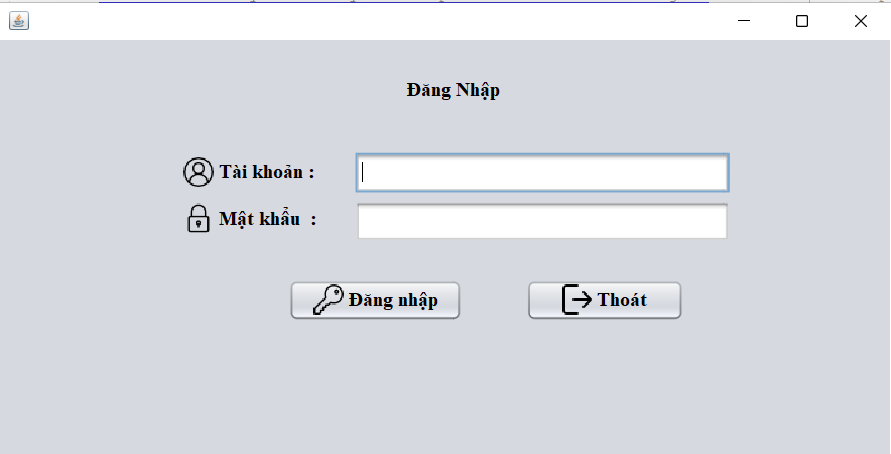 Đăng Nhập
Tài khoản :
Mật khẩu :
Đăng nhập
Thoát